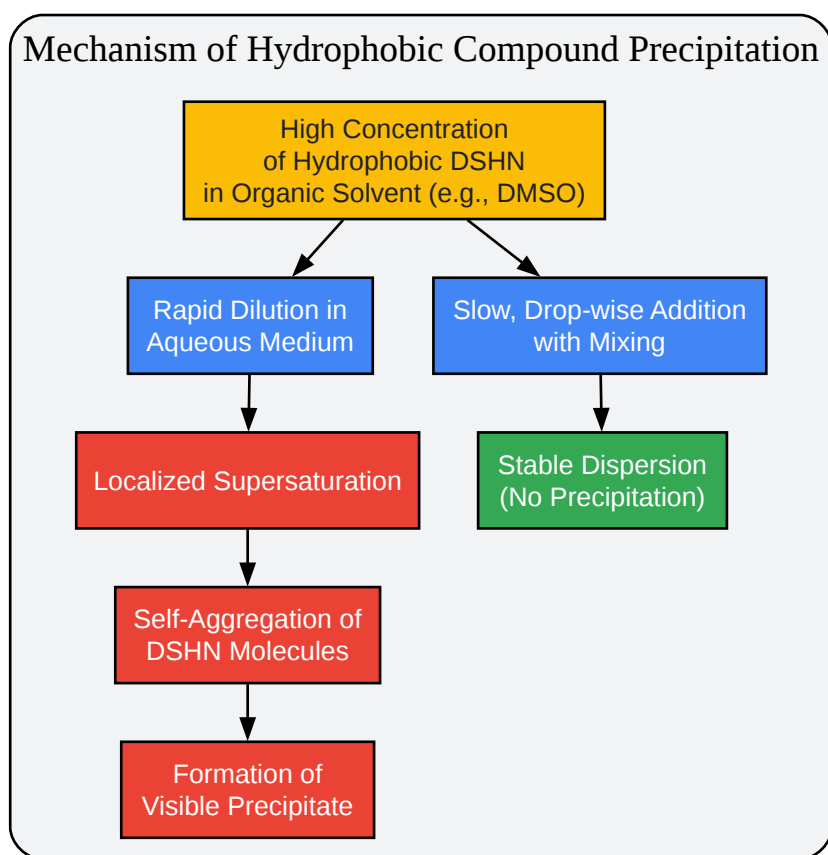 Mechanism of Hydrophobic Compound Precipitation
High Concentration
of Hydrophobic DSHN
in Organic Solvent (e.g., DMSO)
Rapid Dilution in
Aqueous Medium
Slow, Drop-wise Addition
with Mixing
Localized Supersaturation
Stable Dispersion
(No Precipitation)
Self-Aggregation of
DSHN Molecules
Formation of
Visible Precipitate